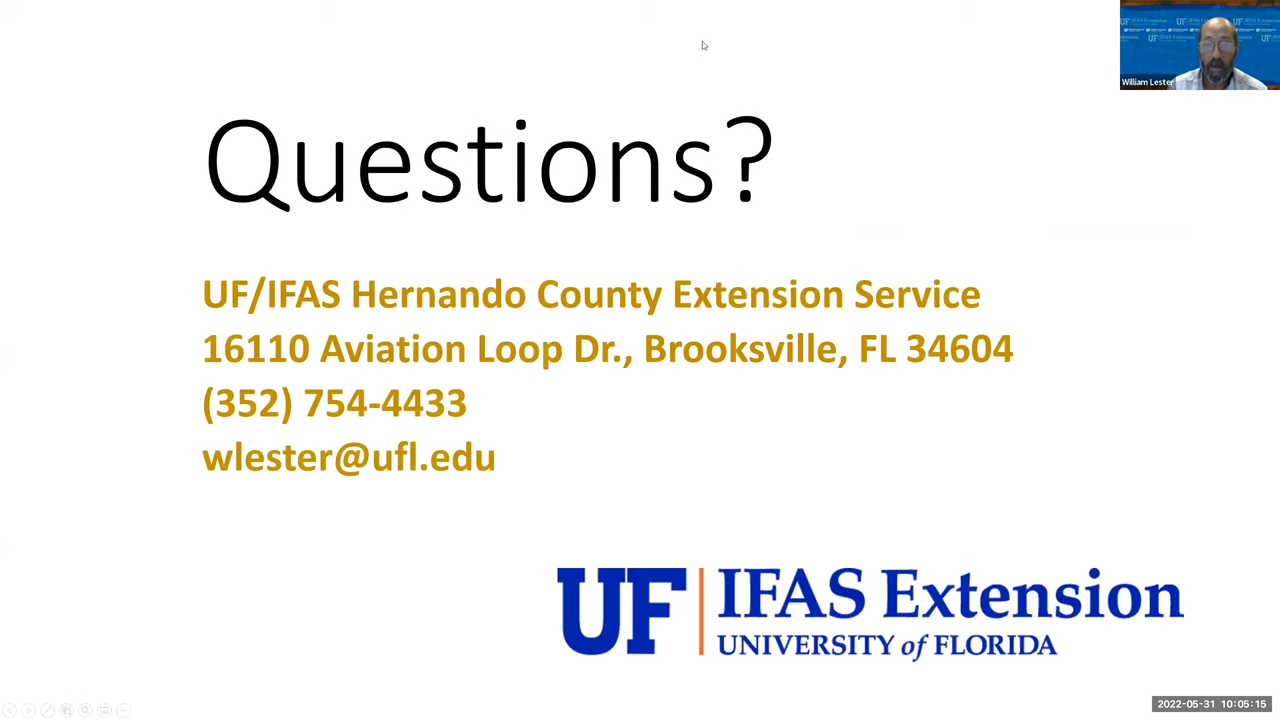 William Lester
Questions?
UF/IFAS Hernando County Extension Service
16110 Aviation Loop Dr., Brooksville, FL 34604
(352) 754-4433
wlester@ufl.edu
UF IFAS Extension
UNIVERSITY of FLORIDA
2022-05-31 10:05:15